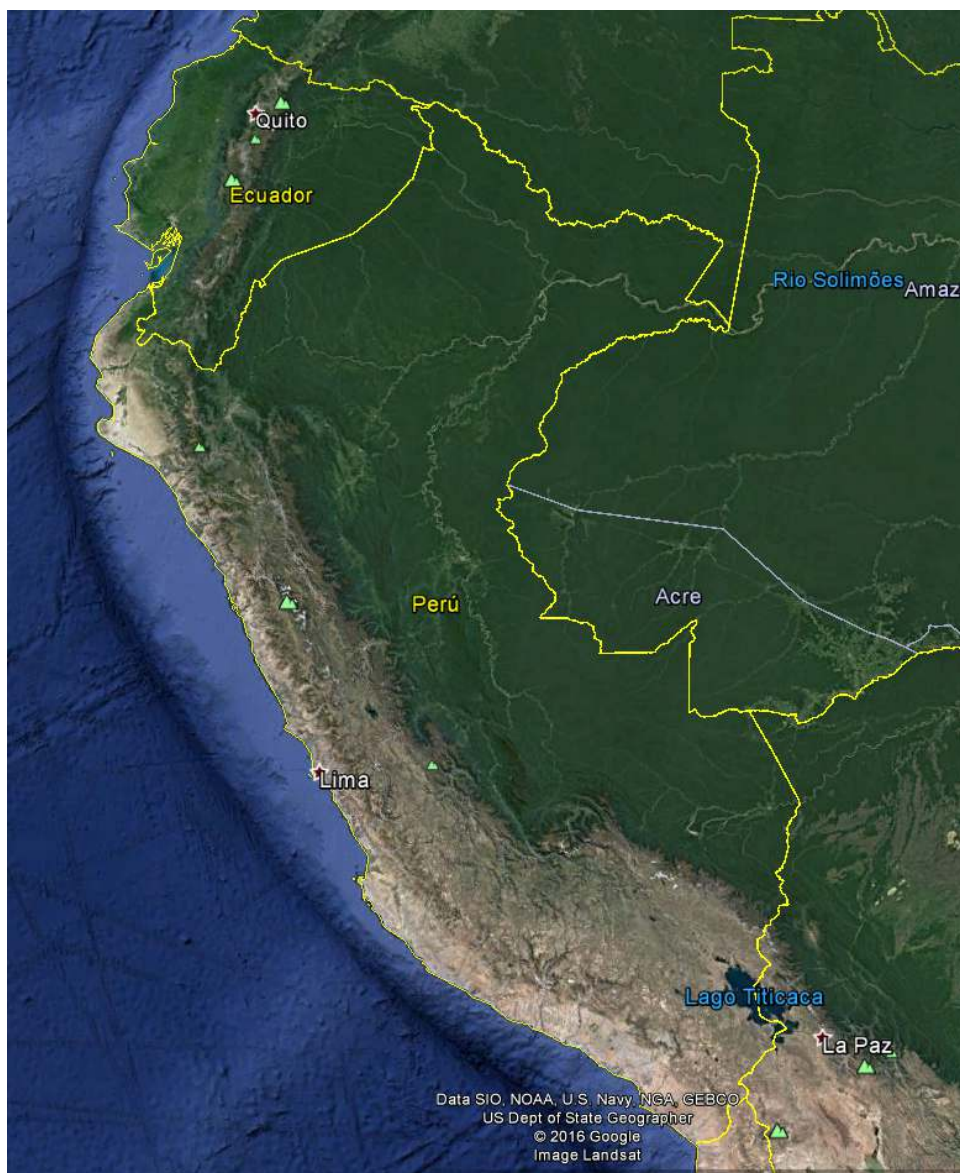 Quito
Ecuador
Rio Solimões
Amaz
Perú
Acre
Lima
Lago Titicaca
La Paz
Data SIO, NOAA, U.S. Navy, NGA, GEBCO
US Dept of State Geographer
© 2016 Google
Image Landsat